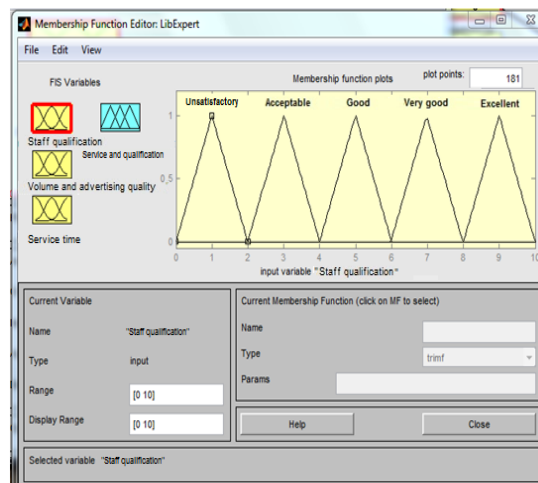 Membership Function Editor: LibExpert
File Edit View
FIS Variables
Membership function plots
plot points: 181
Unsatisfactory Acceptable Good Very good Excellent
Staff qualification
Service and qualification
Volume and advertising quality
Service time
1
0,5
0
0 1 2 3 4 5 6 7 8 9 10
input variable "Staff qualification"
Current Variable
Name "Staff qualification"
Type input
Range [0 10]
Display Range [0 10]
Current Membership Function (click on MF to select)
Name
Type trimf
Params
Help Close
Selected variable "Staff qualification"